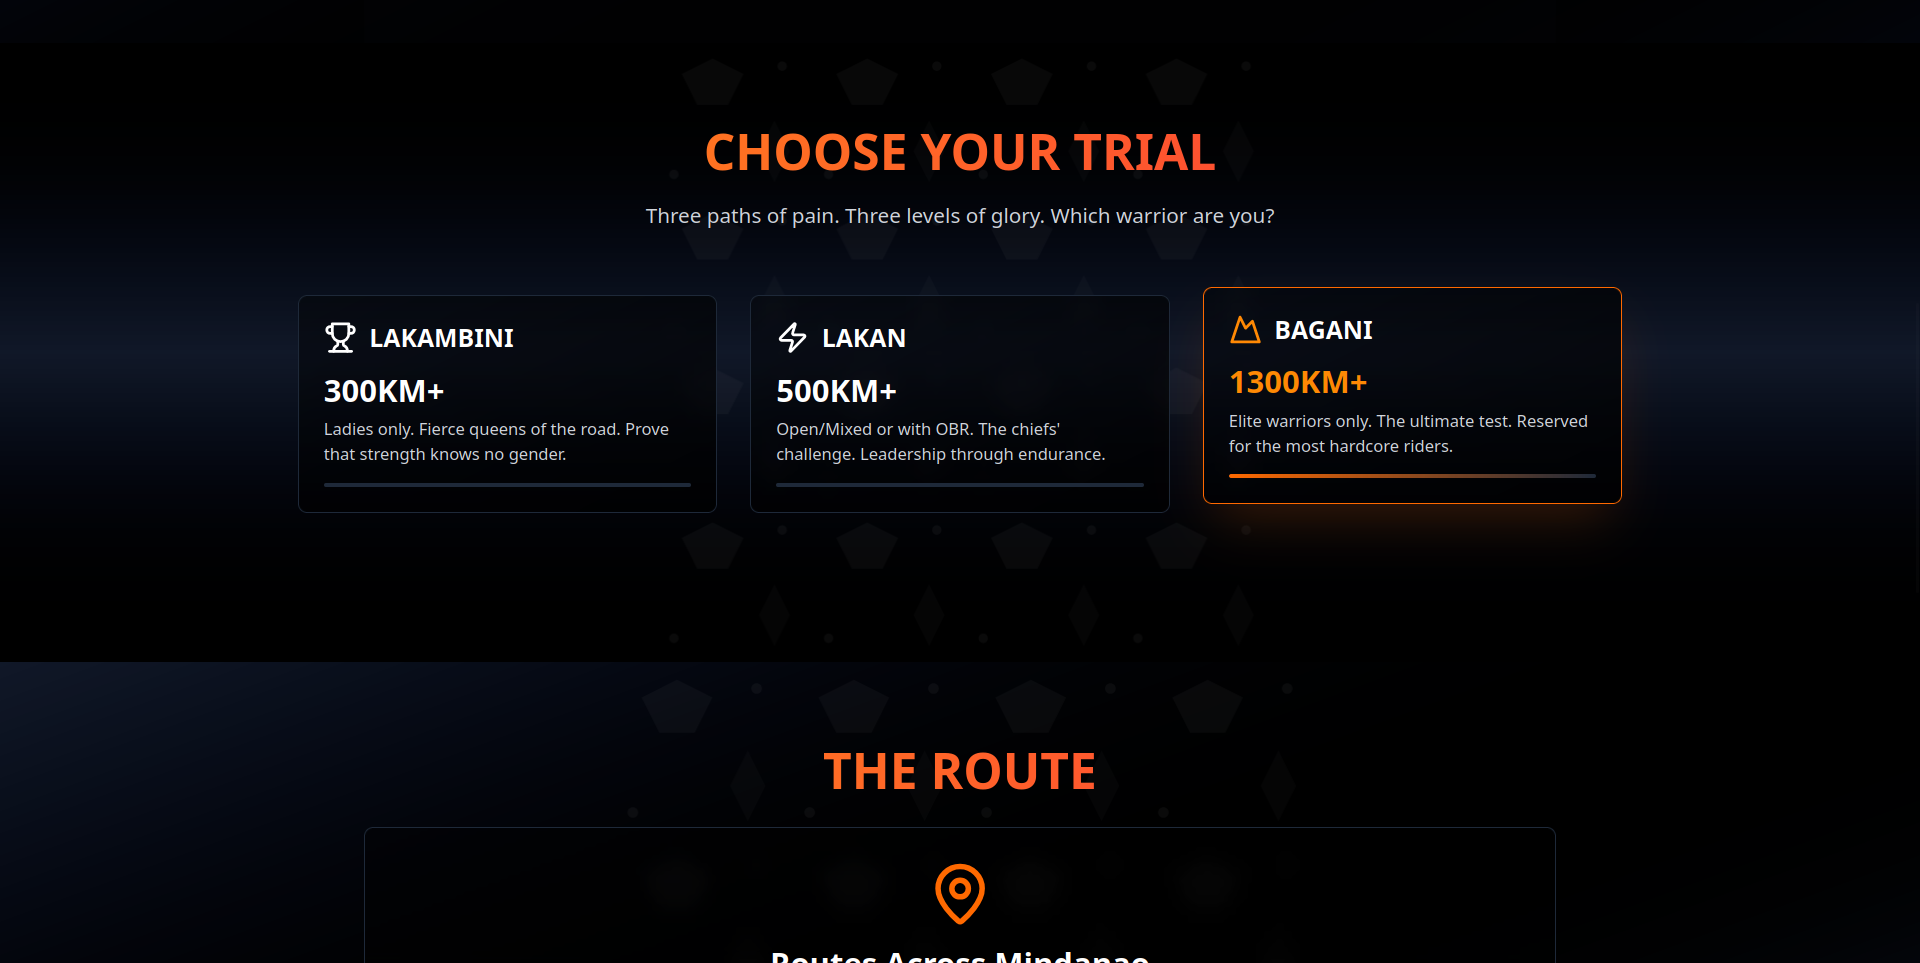 CHOOSE YOUR TRIAL
Three paths of pain. Three levels of glory. Which warrior are you?
LAKAMBINI
300KM+
Ladies only. Fierce queens of the road. Prove
that strength knows no gender.
LAKAN
500KM+
Open/Mixed or with OBR. The chiefs'
challenge. Leadership through endurance.
BAGANI
1300KM+
Elite warriors only. The ultimate test. Reserved
for the most hardcore riders.
THE ROUTE
Routes Across Mindanao